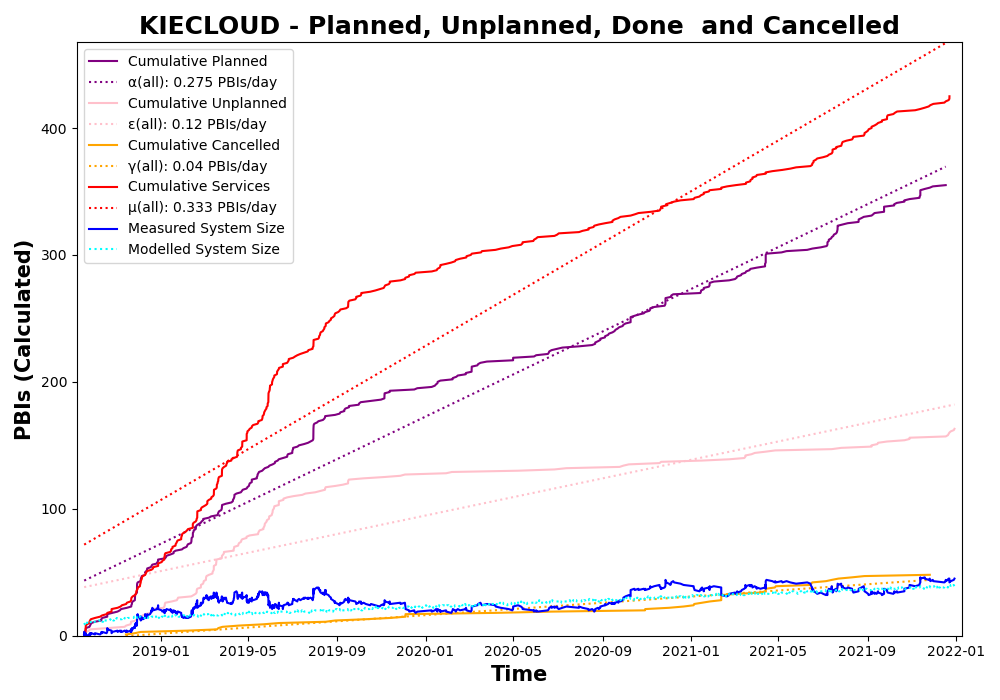 KIECLOUD - Planned, Unplanned, Done  and Cancelled
Cumulative Planned
α(all): 0.275 PBIs/day
Cumulative Unplanned
ε(all): 0.12 PBIs/day
Cumulative Cancelled
γ(all): 0.04 PBIs/day
Cumulative Services
μ(all): 0.333 PBIs/day
Measured System Size
Modelled System Size
PBIs (Calculated)
400
300
200
100
0
2019-01 2019-05 2019-09 2020-01 2020-05 2020-09 2021-01 2021-05 2021-09 2022-01
Time